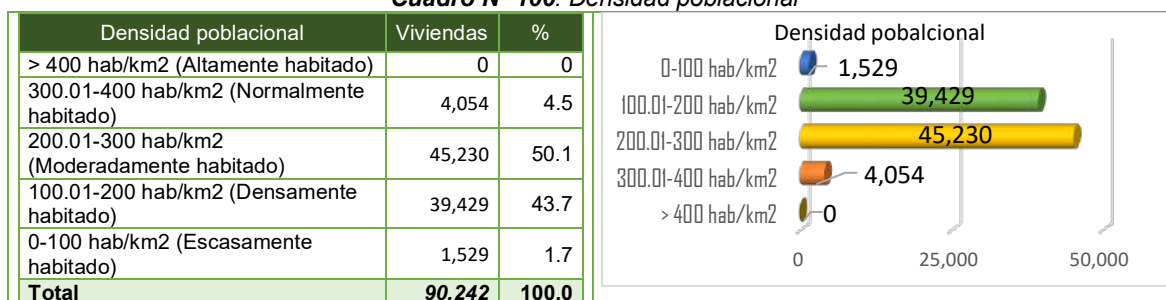 Cuadro N° 100. Densidad poblacional
Densidad poblacional Viviendas %
> 400 hab/km2 (Altamente habitado) 0 0
300.01-400 hab/km2 (Normalmente
habitado) 4,054 4.5
200.01-300 hab/km2
(Moderadamente habitado) 45,230 50.1
100.01-200 hab/km2 (Densamente
habitado) 39,429 43.7
0-100 hab/km2 (Escasamente
habitado) 1,529 1.7
Total 90,242 100.0
Densidad pobalcional
0-100 hab/km2 1,529
100.01-200 hab/km2 39,429
200.01-300 hab/km2 45,230
300.01-400 hab/km2 4,054
> 400 hab/km2 0
0 25,000 50,000